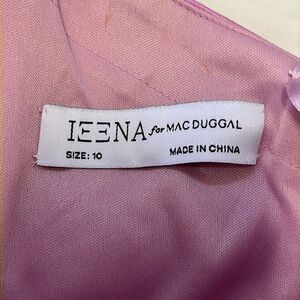 IEENA for MAC DUGGAL
SIZE: 10 MADE IN CHINA